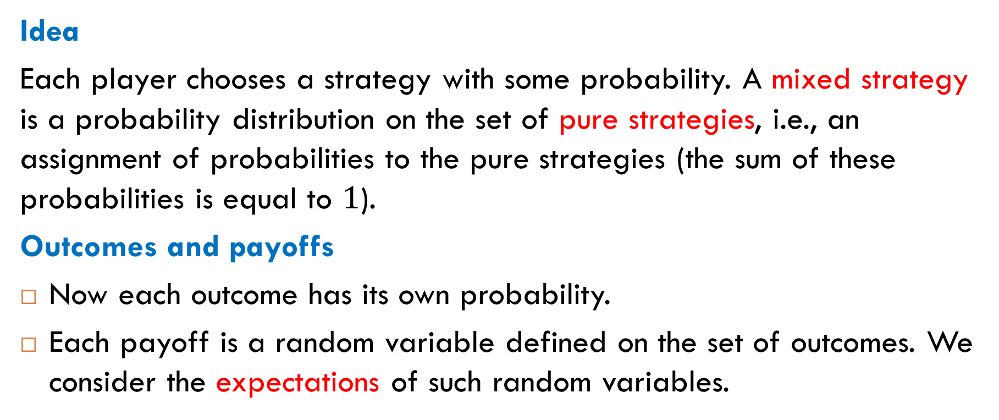 Idea
Each player chooses a strategy with some probability. A mixed strategy
is a probability distribution on the set of pure strategies, i.e., an
assignment of probabilities to the pure strategies (the sum of these
probabilities is equal to 1).
Outcomes and payoffs
□ Now each outcome has its own probability.
□ Each payoff is a random variable defined on the set of outcomes. We
consider the expectations of such random variables.